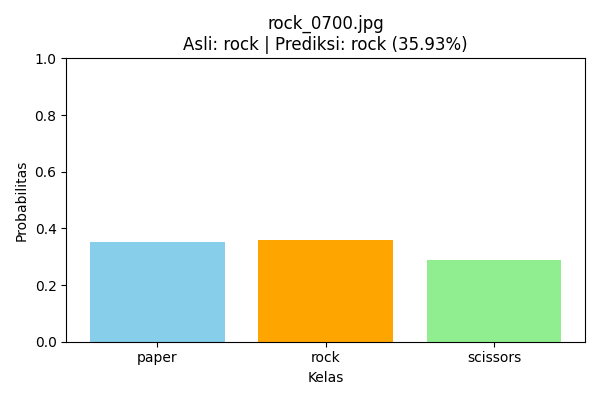 rock_0700.jpg
Asli: rock | Prediksi: rock (35.93%)
1.0
0.8
0.6
0.4
0.2
0.0
Probabilitas
paper
rock
scissors
Kelas